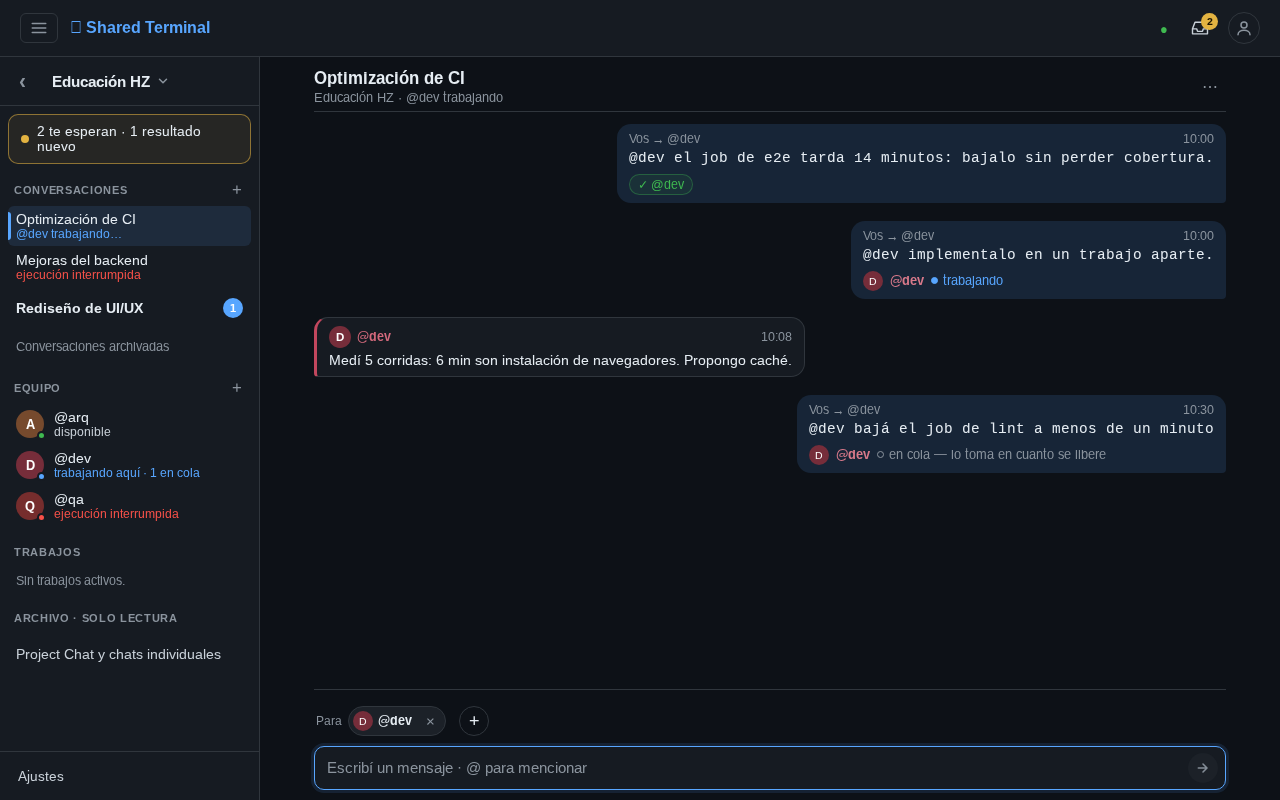 Shared Terminal
2
‹ Educación HZ
2 te esperan · 1 resultado
nuevo
CONVERSACIONES +
Optimización de CI
@dev trabajando…
Mejoras del backend
ejecución interrumpida
Rediseño de UI/UX 1
Conversaciones archivadas
EQUIPO +
A @arq
disponible
D @dev
trabajando aquí · 1 en cola
Q @qa
ejecución interrumpida
TRABAJOS
Sin trabajos activos.
ARCHIVO · SOLO LECTURA
Project Chat y chats individuales
Ajustes
Optimización de CI
Educación HZ · @dev trabajando
…
Vos → @dev 10:00
@dev el job de e2e tarda 14 minutos: bajalo sin perder cobertura.
✓ @dev
Vos → @dev 10:00
@dev implementalo en un trabajo aparte.
D @dev ● trabajando
D @dev 10:08
Medí 5 corridas: 6 min son instalación de navegadores. Propongo caché.
Vos → @dev 10:30
@dev bajá el job de lint a menos de un minuto
D @dev ○ en cola — lo toma en cuanto se libere
Para D @dev × +
Escribí un mensaje · @ para mencionar